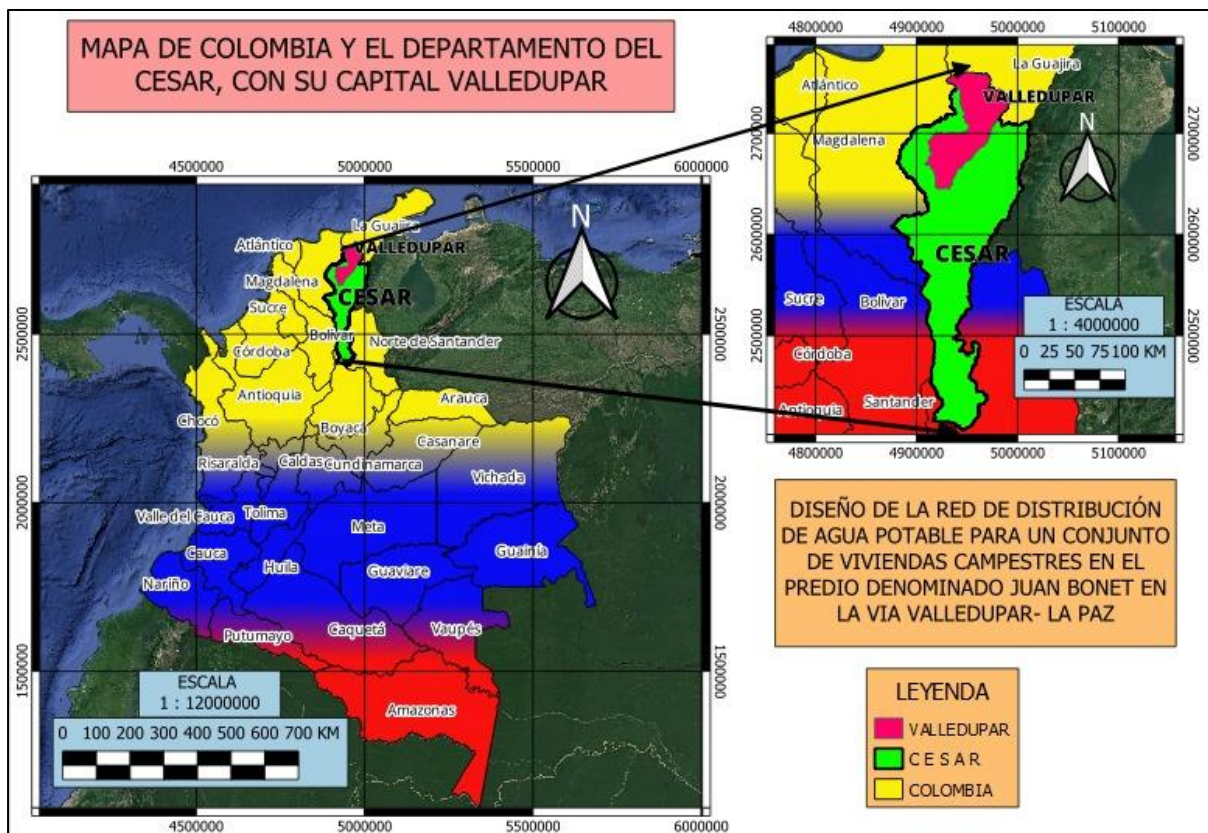 MAPA DE COLOMBIA Y EL DEPARTAMENTO DEL
CESAR, CON SU CAPITAL VALLEDUPAR
4500000 5000000 5500000 6000000
2500000
2000000
1500000
2500000
2000000
1500000
4500000 5000000 5500000 6000000
N
La Guajira
VALLEDUPAR
Atlántico
Magdalena
CESAR
Sucre
Bolívar
Norte de Santander
Córdoba
Antioquia
Arauca
Chocó
Boyacá
Casanare
Risaralda
Caldas
Cundinamarca
Vichada
Valle del Cauca
Tolima
Meta
Guainía
Cauca
Huila
Guaviare
Nariño
Putumayo
Caquetá
Vaupés
Amazonas
ESCALA
1 : 12000000
0 100 200 300 400 500 600 700 KM
4800000 4900000 5000000 5100000
2700000
2600000
2500000
2700000
2600000
2500000
4800000 4900000 5000000 5100000
La Guajira
Atlántico
VALLEDUPAR
N
Magdalena
CESAR
Sucre
Bolívar
Córdoba
Antioquia
Santander
ESCALA
1 : 4000000
0 25 50 75 100 KM
DISEÑO DE LA RED DE DISTRIBUCIÓN
DE AGUA POTABLE PARA UN CONJUNTO
DE VIVIENDAS CAMPESTRES EN EL
PREDIO DENOMINADO JUAN BONET EN
LA VIA VALLEDUPAR- LA PAZ
LEYENDA
VALLEDUPAR
C E S A R
COLOMBIA